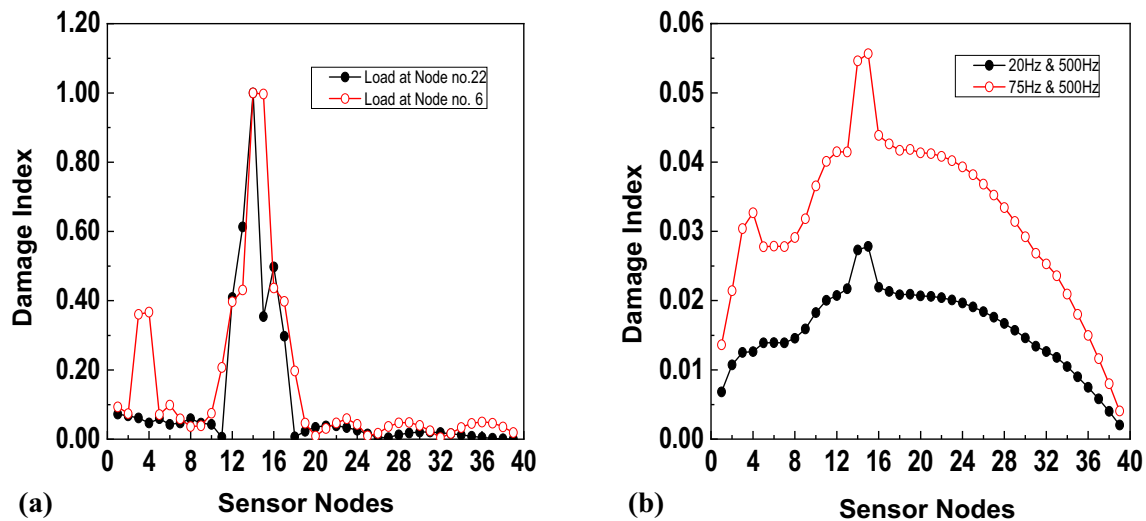 1.20
1.00
0.80
0.60
0.40
0.20
0.00
Damage Index
Load at Node no.22
Load at Node no. 6
0 4 8 12 16 20 24 28 32 36 40
Sensor Nodes
(a)
0.06
0.05
0.04
0.03
0.02
0.01
0.00
Damage Index
20Hz & 500Hz
75Hz & 500Hz
0 4 8 12 16 20 24 28 32 36 40
Sensor Nodes
(b)